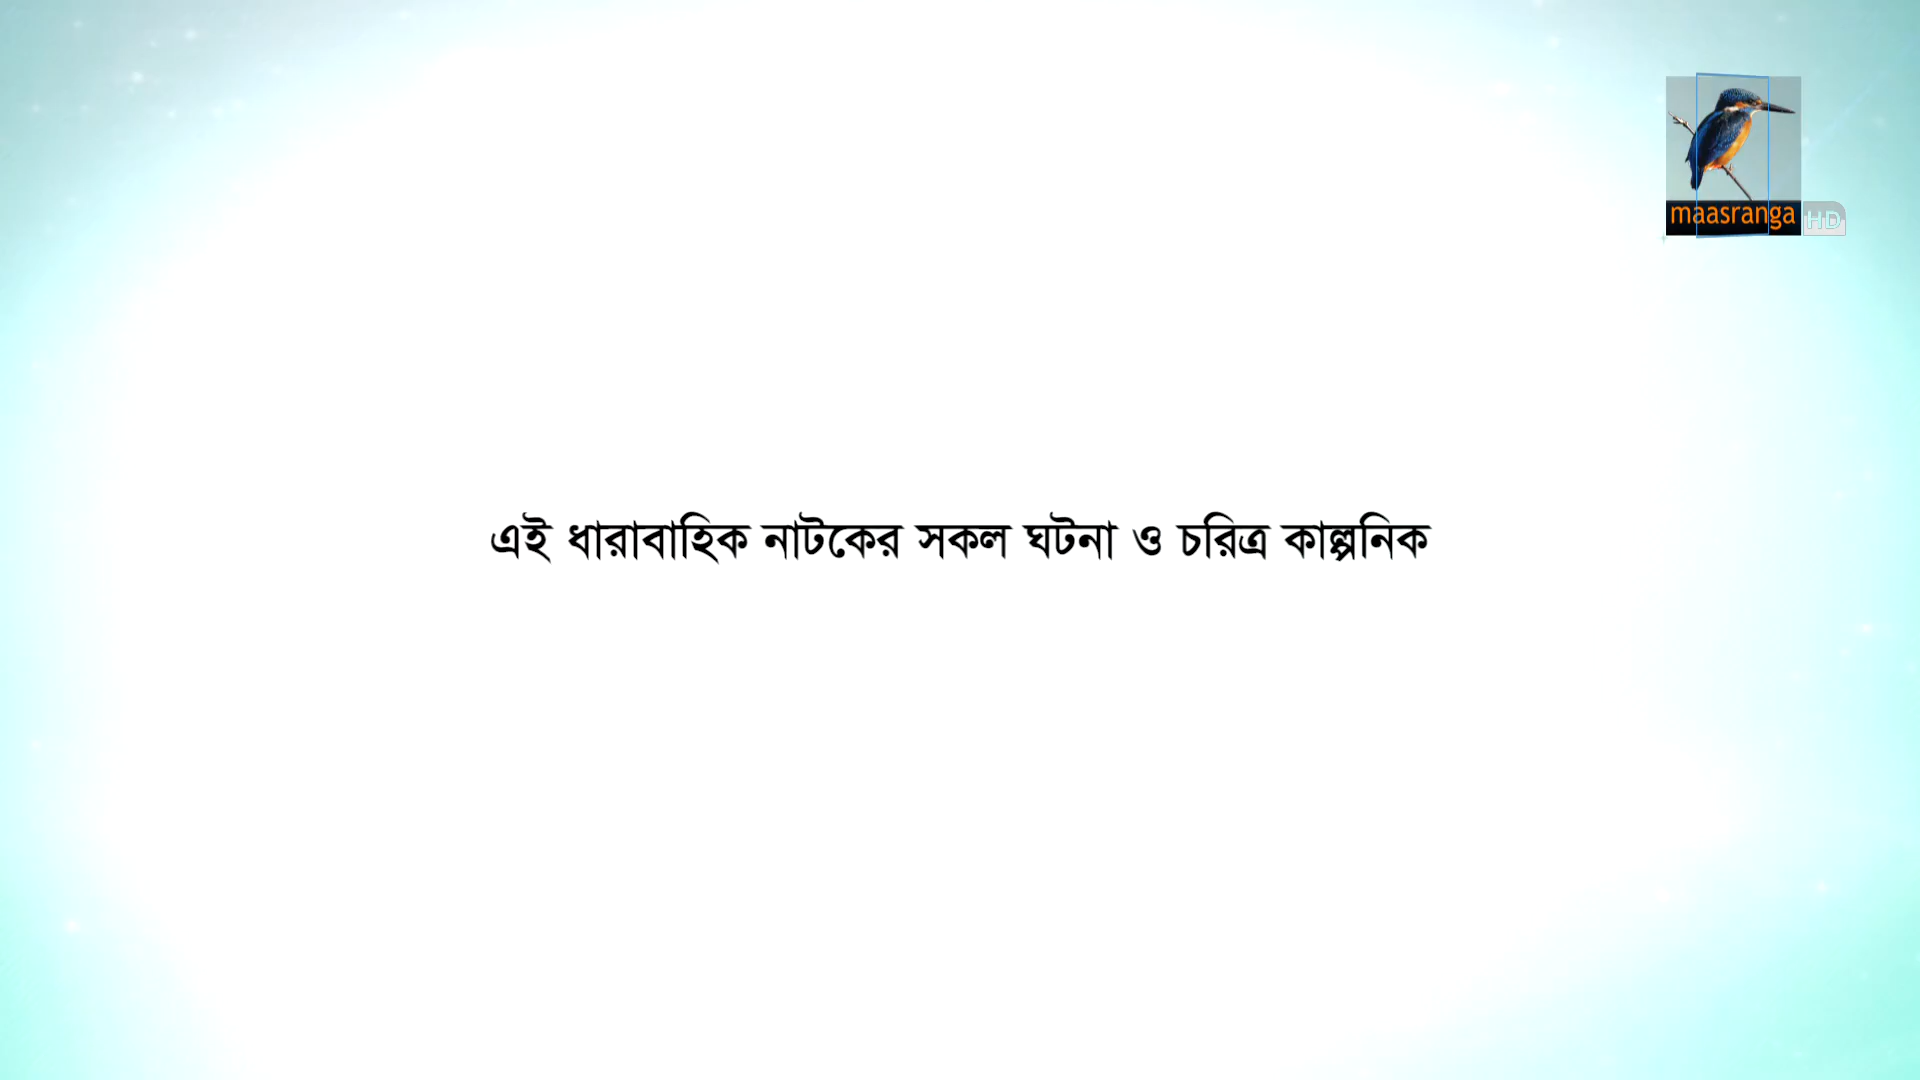 maasranga HD
এই ধারাবাহিক নাটকের সকল ঘটনা ও চরিত্র কাল্পনিক